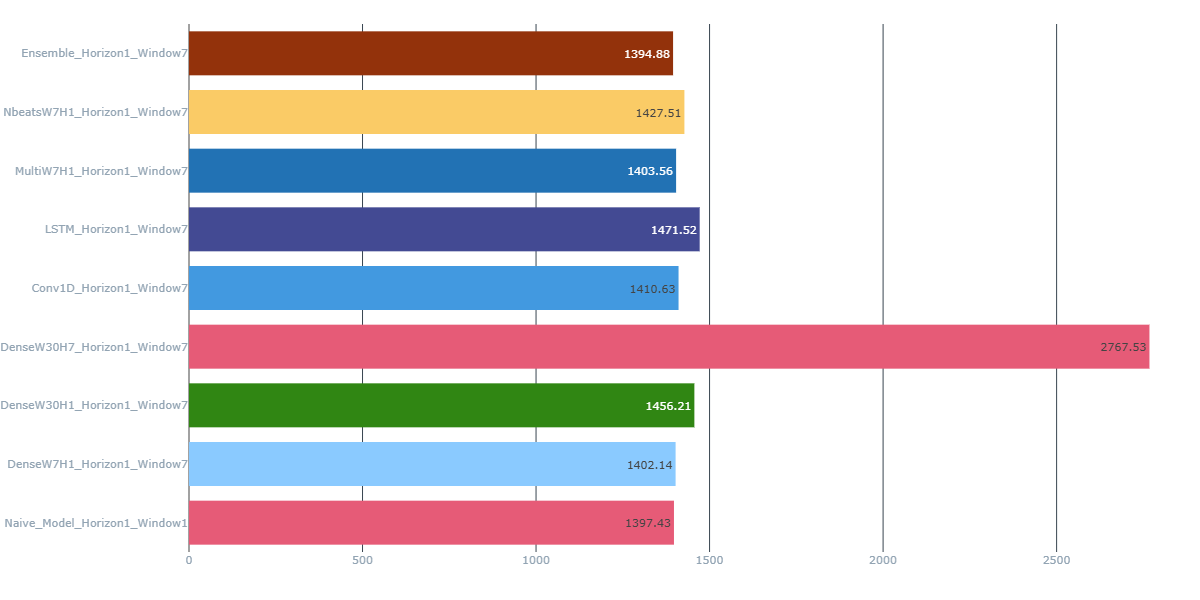 Ensemble_Horizon1_Window7 1394.88
NbeatsW7H1_Horizon1_Window7 1427.51
MultiW7H1_Horizon1_Window7 1403.56
LSTM_Horizon1_Window7 1471.52
Conv1D_Horizon1_Window7 1410.63
DenseW30H7_Horizon1_Window7 2767.53
DenseW30H1_Horizon1_Window7 1456.21
DenseW7H1_Horizon1_Window7 1402.14
Naive_Model_Horizon1_Window1 1397.43
0 500 1000 1500 2000 2500